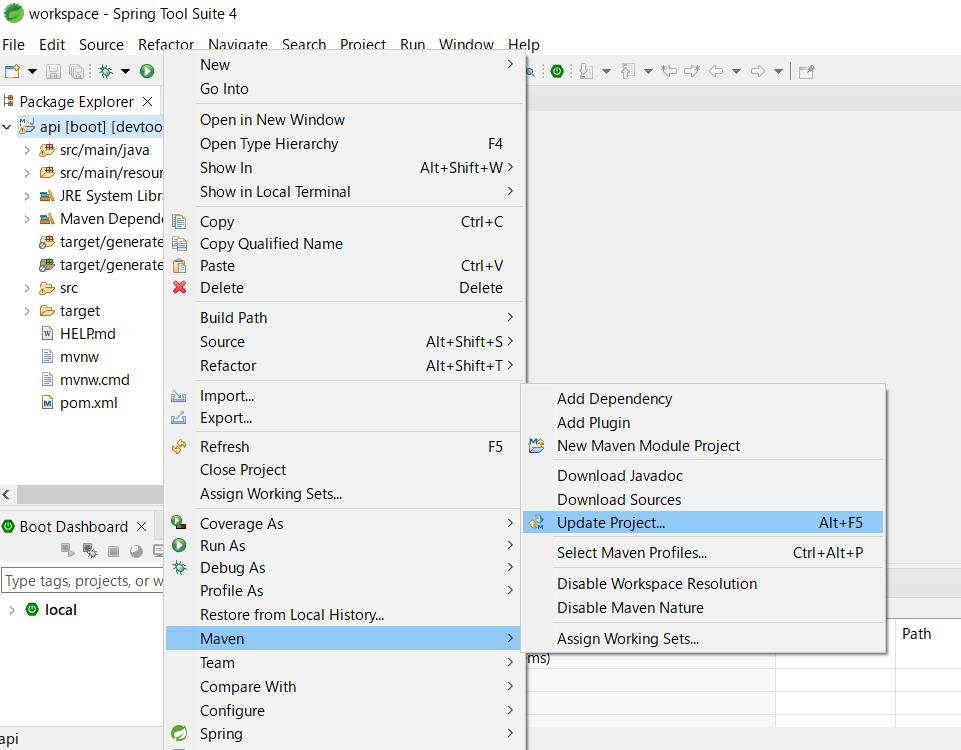 workspace - Spring Tool Suite 4
File Edit Source Refactor Navigate Search Project Run Window Help
Package Explorer
api [boot] [devtoo
src/main/java
src/main/resour
JRE System Libr
Maven Depende
target/generate
target/generate
src
target
HELP.md
mvnw
mvnw.cmd
pom.xml
Boot Dashboard
Type tags, projects, or w
local
api
New
Go Into
Open in New Window
Open Type Hierarchy F4
Show In Alt+Shift+W
Show in Local Terminal
Copy Ctrl+C
Copy Qualified Name
Paste Ctrl+V
Delete Delete
Build Path
Source Alt+Shift+S
Refactor Alt+Shift+T
Import...
Export...
Refresh F5
Close Project
Assign Working Sets...
Coverage As
Run As
Debug As
Profile As
Restore from Local History...
Maven
Team
Compare With
Configure
Spring
Add Dependency
Add Plugin
New Maven Module Project
Download Javadoc
Download Sources
Update Project... Alt+F5
Select Maven Profiles... Ctrl+Alt+P
Disable Workspace Resolution
Disable Maven Nature
Assign Working Sets...
Path
ms)